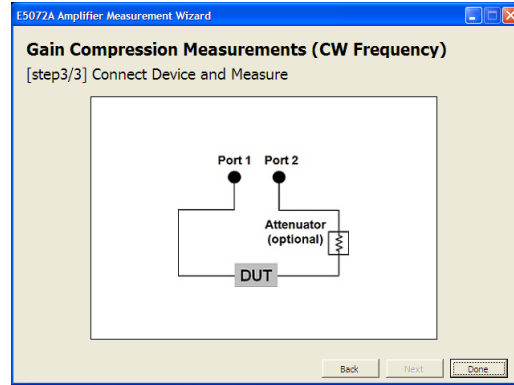 E5072A Amplifier Measurement Wizard
Gain Compression Measurements (CW Frequency)
[step3/3] Connect Device and Measure
Port 1 Port 2
Attenuator
(optional)
DUT
Back Next Done